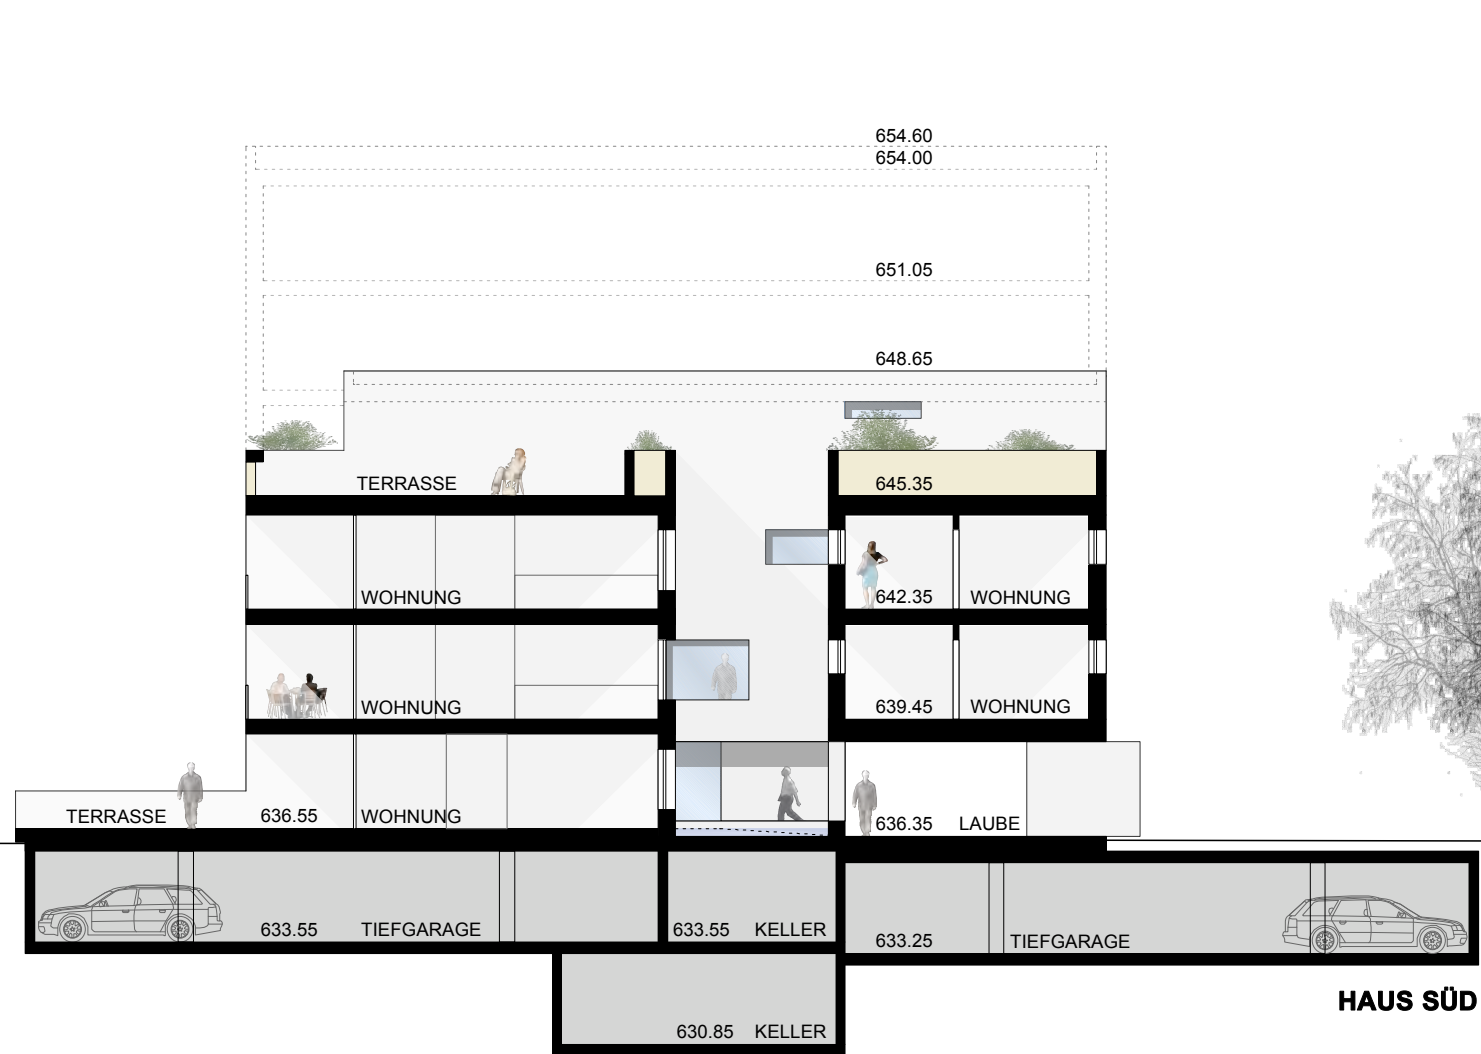 654.60
654.00
651.05
648.65
TERRASSE
645.35
WOHNUNG
642.35 WOHNUNG
WOHNUNG
639.45 WOHNUNG
TERRASSE
636.55 WOHNUNG
636.35 LAUBE
633.55 TIEFGARAGE
633.55 KELLER
633.25 TIEFGARAGE
HAUS SÜD
630.85 KELLER